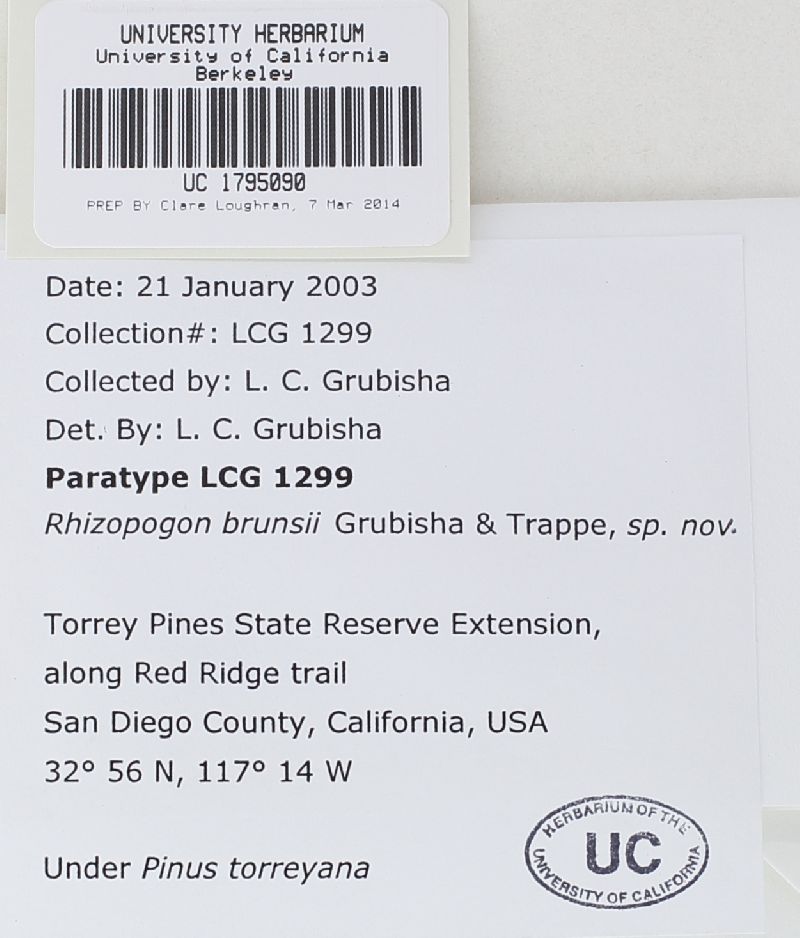 UNIVERSITY HERBARIUM
University of California
Berkeley
UC 1795090
PREP BY Clare Loughran, 7 Mar 2014
Date: 21 January 2003
Collection#: LCG 1299
Collected by: L. C. Grubisha
Det. By: L. C. Grubisha
Paratype LCG 1299
Rhizopogon brunsii Grubisha & Trappe, sp. nov.
Torrey Pines State Reserve Extension,
along Red Ridge trail
San Diego County, California, USA
32° 56 N, 117° 14 W
Under Pinus torreyana
HERBARIUM OF THE
UC
UNIVERSITY OF CALIFORNIA